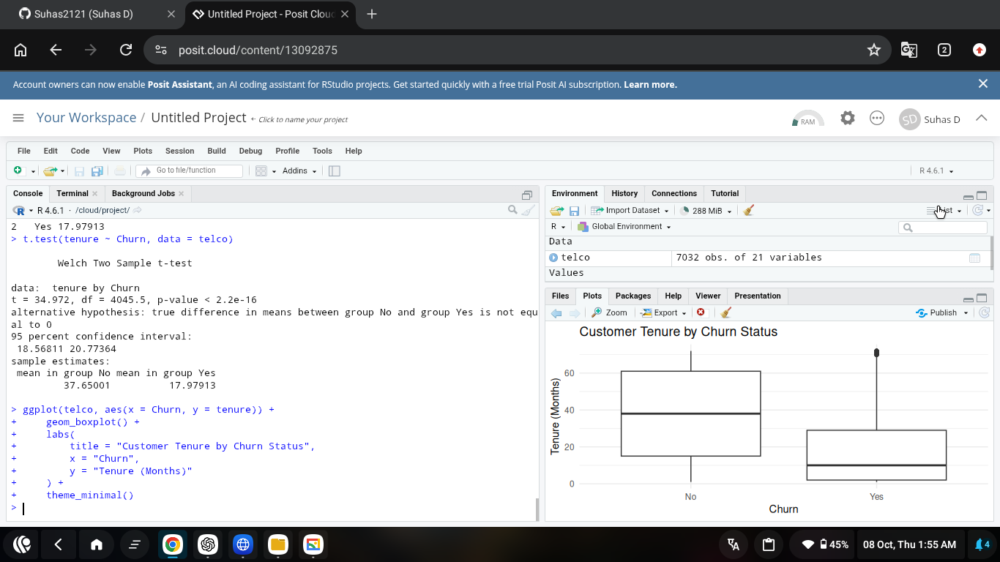 Suhas2121 (Suhas D)
Untitled Project - Posit Cloud
posit.cloud/content/13092875
2
Account owners can now enable Posit Assistant, an AI coding assistant for RStudio projects. Get started quickly with a free trial Posit AI subscription. Learn more.
Your Workspace / Untitled Project ← Click to name your project
RAM
SD
Suhas D
File Edit Code View Plots Session Build Debug Profile Tools Help
Go to file/function
Addins
R 4.6.1
Console Terminal Background Jobs
R 4.6.1 · /cloud/project/
2   Yes 17.97913
> t.test(tenure ~ Churn, data = telco)
Welch Two Sample t-test
data:  tenure by Churn
t = 34.972, df = 4045.5, p-value < 2.2e-16
alternative hypothesis: true difference in means between group No and group Yes is not equ
al to 0
95 percent confidence interval:
18.56811 20.77364
sample estimates:
mean in group No mean in group Yes
37.65001          17.97913
> ggplot(telco, aes(x = Churn, y = tenure)) +
+     geom_boxplot() +
+     labs(
+         title = "Customer Tenure by Churn Status",
+         x = "Churn",
+         y = "Tenure (Months)"
+     ) +
+     theme_minimal()
>
Environment History Connections Tutorial
Import Dataset 288 MiB
R Global Environment
Data
telco 7032 obs. of 21 variables
Values
Files Plots Packages Help Viewer Presentation
Zoom Export Publish
Customer Tenure by Churn Status
Tenure (Months)
60
40
20
0
No Yes
Churn
45% 08 Oct, Thu 1:55 AM 4